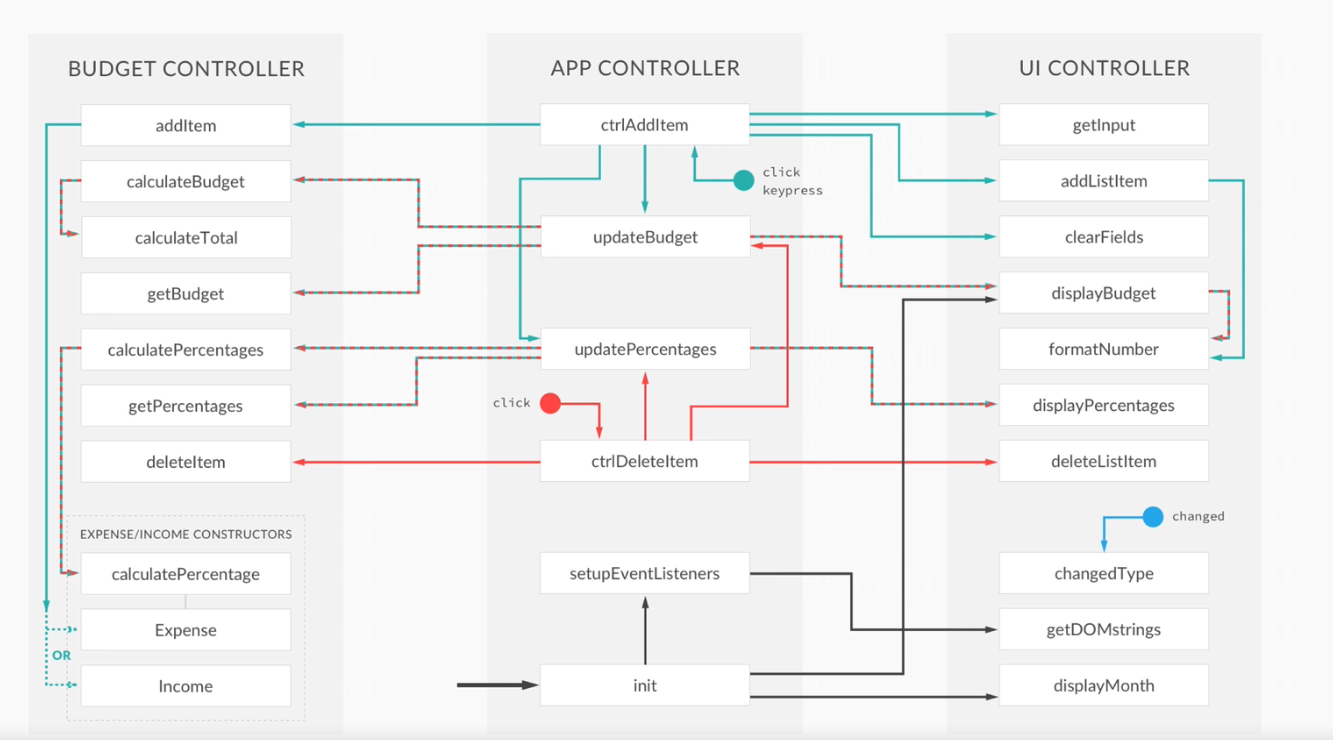 BUDGET CONTROLLER
addItem
calculateBudget
calculateTotal
getBudget
calculatePercentages
getPercentages
deleteItem
EXPENSE/INCOME CONSTRUCTORS
calculatePercentage
Expense
OR
Income
APP CONTROLLER
ctrlAddItem
click
keypress
updateBudget
updatePercentages
click
ctrlDeleteItem
setupEventListeners
init
UI CONTROLLER
getInput
addListItem
clearFields
displayBudget
formatNumber
displayPercentages
deleteListItem
changed
changedType
getDOMstrings
displayMonth